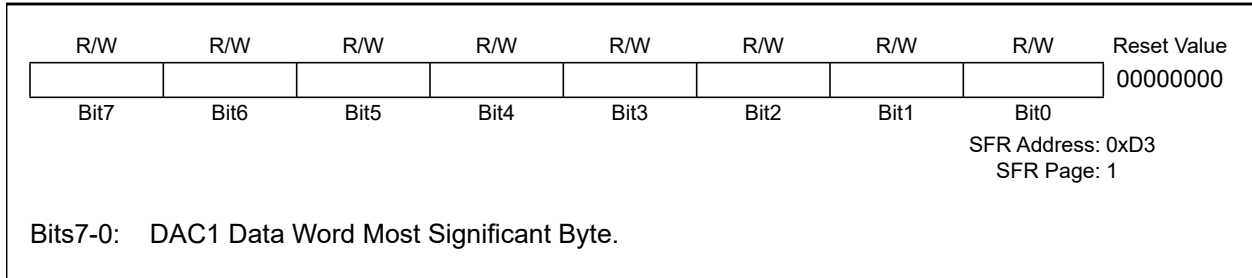 R/W R/W R/W R/W R/W R/W R/W R/W Reset Value
00000000
Bit7 Bit6 Bit5 Bit4 Bit3 Bit2 Bit1 Bit0
SFR Address: 0xD3
SFR Page: 1
Bits7-0: DAC1 Data Word Most Significant Byte.